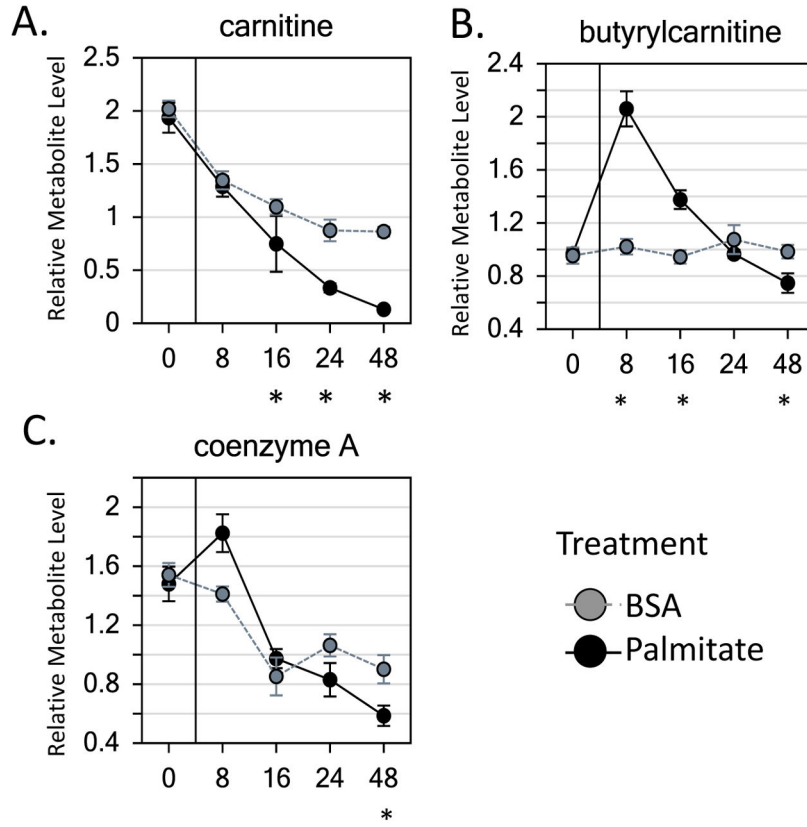 A.
carnitine
Relative Metabolite Level
2.5
2
1.5
1
0.5
0
0 8 16 24 48
* * *
B.
butyrylcarnitine
Relative Metabolite Level
2.4
2
1.6
1.2
0.8
0.4
0 8 16 24 48
* * *
C.
coenzyme A
Relative Metabolite Level
2
1.6
1.2
0.8
0.4
0 8 16 24 48
*
Treatment
BSA
Palmitate